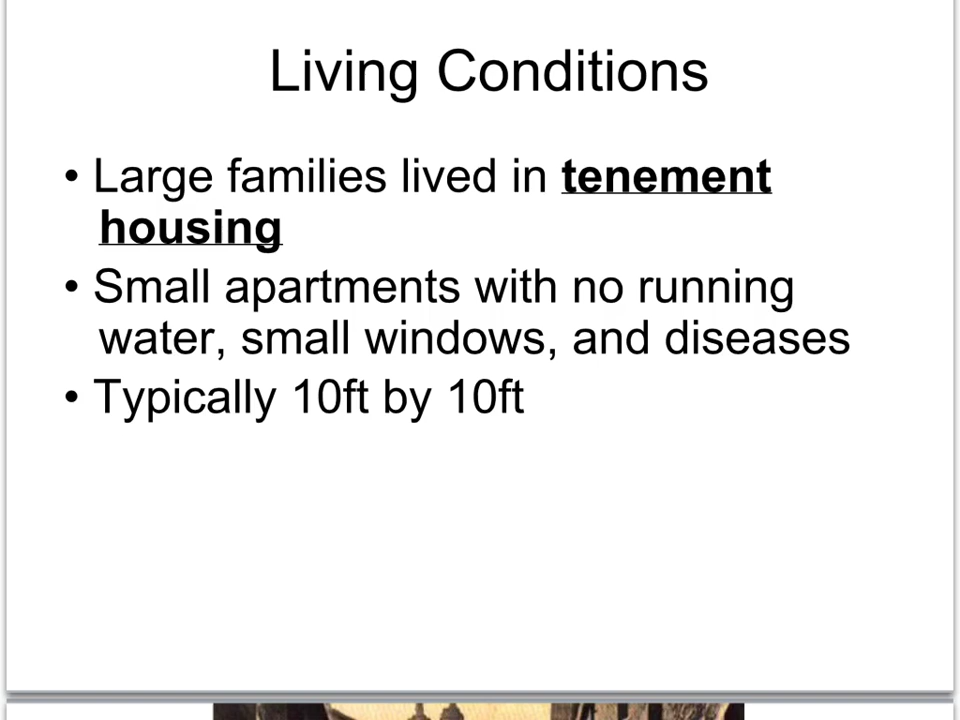 Living Conditions
• Large families lived in tenement
housing
• Small apartments with no running
water, small windows, and diseases
• Typically 10ft by 10ft